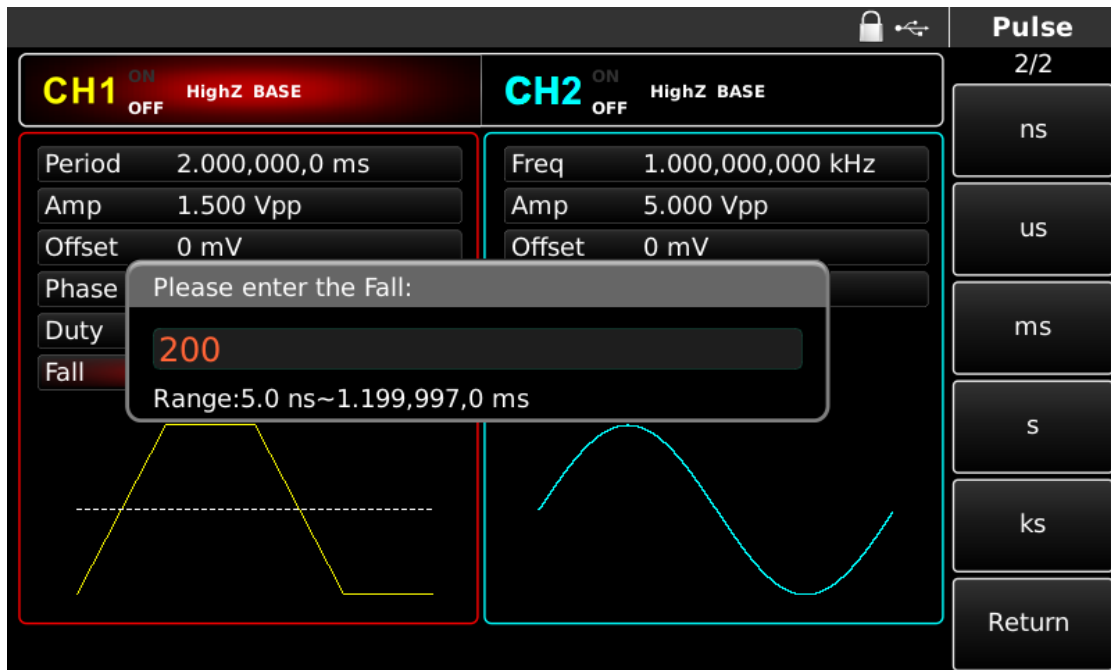 Pulse
2/2
CH1 ON OFF HighZ BASE
CH2 ON OFF HighZ BASE
Period 2.000,000,0 ms
Amp 1.500 Vpp
Offset 0 mV
Phase
Duty
Fall
Freq 1.000,000,000 kHz
Amp 5.000 Vpp
Offset 0 mV
Please enter the Fall:
200
Range:5.0 ns~1.199,997,0 ms
ns
us
ms
s
ks
Return